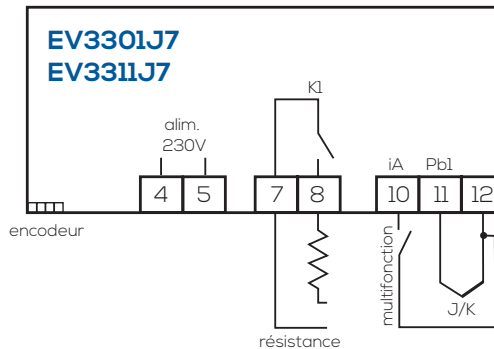 EV3301J7
EV3311J7
K1
alim.
230V
iA Pb1
4 5 7 8 10 11 12
encodeur
multifonction
J/K
résistance